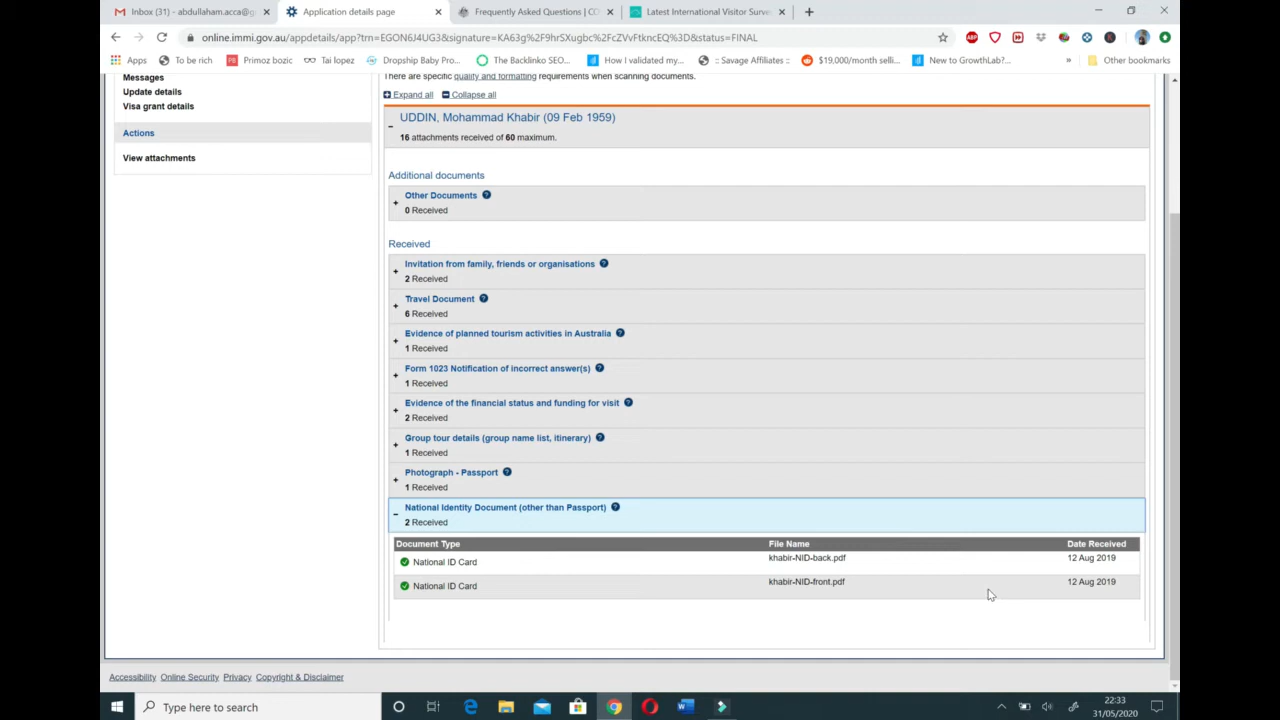 Inbox (31) - abdullaham.acca@g
Application details page
Frequently Asked Questions | CO
Latest International Visitor Surve
online.immi.gov.au/appdetails/app?trn=EGON6J4UG3&signature=KA63g%2F9hrSXugbc%2FcZVvFtkncEQ%3D&status=FINAL
Apps
To be rich
Primoz bozic
Tai lopez
Dropship Baby Pro...
The Backlinko SEO...
How I validated my...
:: Savage Affiliates ::
$19,000/month selli...
New to GrowthLab?...
»
Other bookmarks
Messages
Update details
Visa grant details
Actions
View attachments
There are specific quality and formatting requirements when scanning documents.
Expand all Collapse all
UDDIN, Mohammad Khabir (09 Feb 1959)
16 attachments received of 60 maximum.
Additional documents
Other Documents
0 Received
Received
Invitation from family, friends or organisations
2 Received
Travel Document
6 Received
Evidence of planned tourism activities in Australia
1 Received
Form 1023 Notification of incorrect answer(s)
1 Received
Evidence of the financial status and funding for visit
2 Received
Group tour details (group name list, itinerary)
1 Received
Photograph - Passport
1 Received
National Identity Document (other than Passport)
2 Received
Document Type File Name Date Received
National ID Card khabir-NID-back.pdf 12 Aug 2019
National ID Card khabir-NID-front.pdf 12 Aug 2019
Accessibility Online Security Privacy Copyright & Disclaimer
Type here to search
22:33
31/05/2020